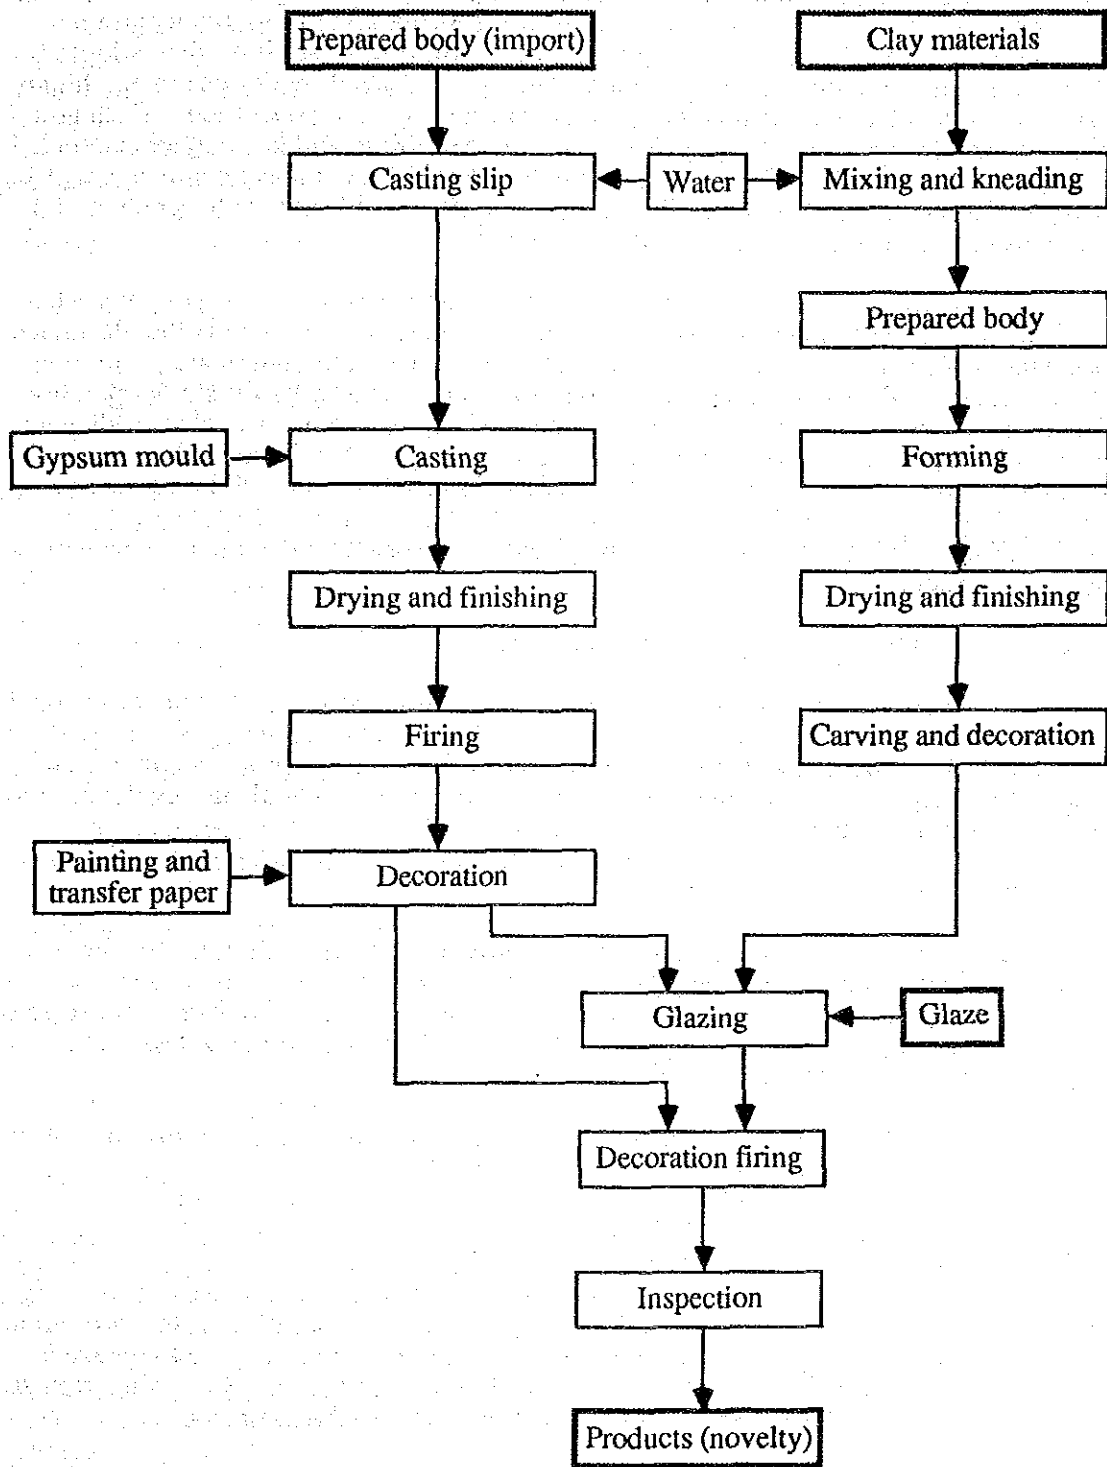 Prepared body (import)
Clay materials
Casting slip
Water
Mixing and kneading
Prepared body
Gypsum mould
Casting
Forming
Drying and finishing
Drying and finishing
Firing
Carving and decoration
Painting and
transfer paper
Decoration
Glazing
Glaze
Decoration firing
Inspection
Products (novelty)